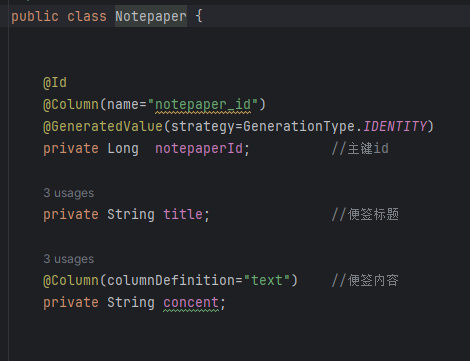 public class Notepaper {
@Id
@Column(name="notepaper_id")
@GeneratedValue(strategy=GenerationType.IDENTITY)
private Long  notepaperId;          //主键id
3 usages
private String title;               //便签标题
3 usages
@Column(columnDefinition="text")    //便签内容
private String concent;